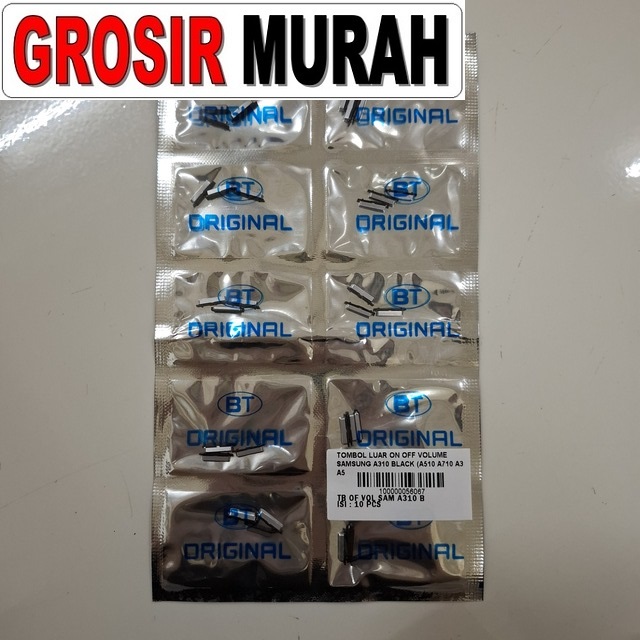 GROSIR MURAH
ORIGINAL
ORIGINAL
BT
ORIGINAL
BT
ORIGINAL
BT
ORIGINAL
BT
ORIGINAL
BT
ORIGINAL
BT
ORIGINAL
TOMBOL LUAR ON OFF VOLUME
SAMSUNG A310 BLACK (A510 A710 A3
A5
100000056067
TB OF VOL SAM A310 B
ISI : 10 PCS
BT
ORIGINAL